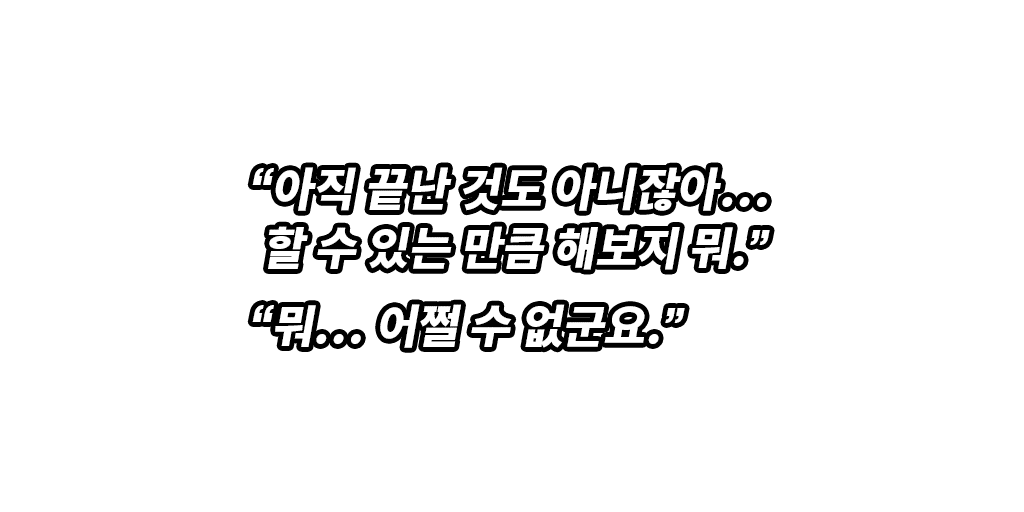 “아직 끝난 것도 아니잖아...
할 수 있는 만큼 해보지 뭐.”
“뭐... 어쩔 수 없군요.”